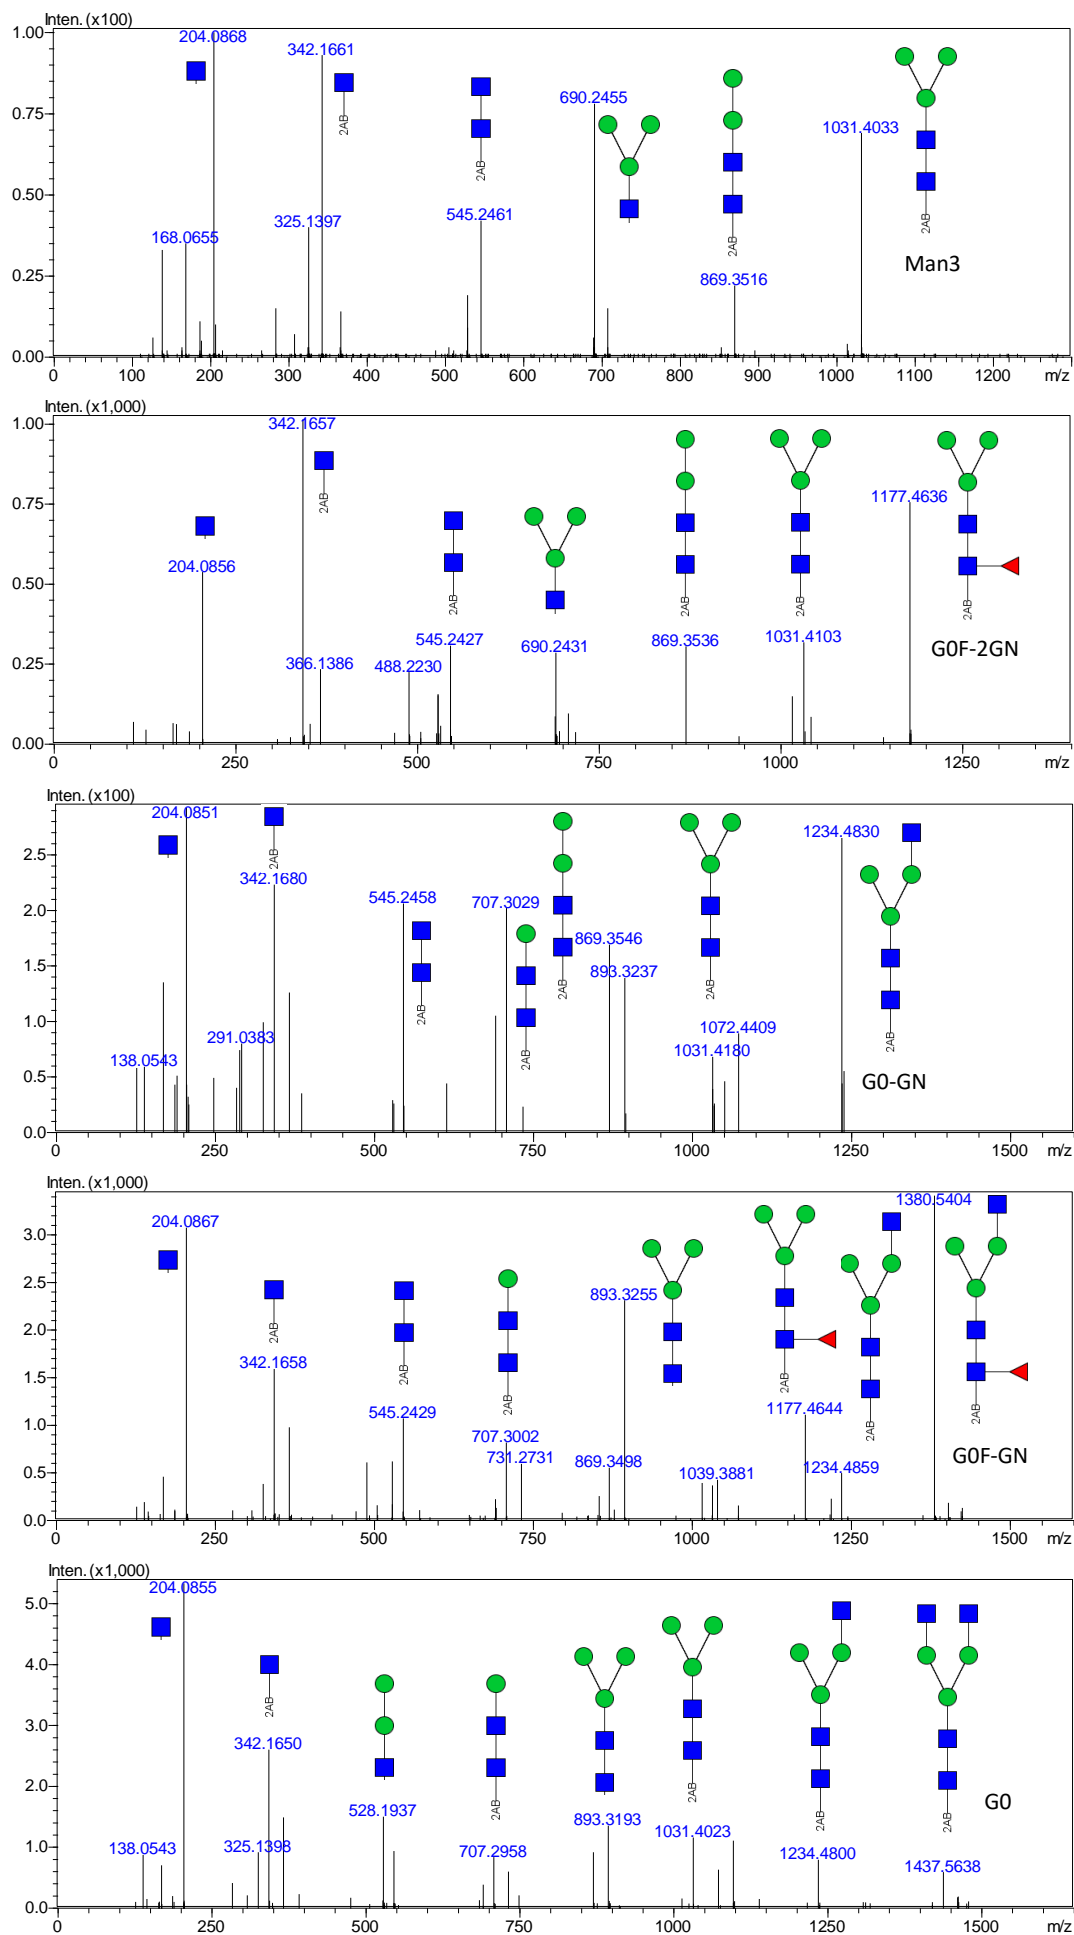 Inten. (x100)
1.00
204.0868
342.1661
690.2455
0.75
2AB
1031.4033
2AB
0.50
545.2461
325.1397
168.0655
2AB
2AB
Man3
869.3516
0.25
0.00
0 100 200 300 400 500 600 700 800 900 1000 1100 1200 m/z
Inten. (x1,000)
1.00
342.1657
2AB
1177.4636
0.75
204.0856
2AB
2AB
2AB
2AB
0.50
545.2427
690.2431
869.3536
1031.4103
G0F-2GN
366.1386
488.2230
0.25
0.00
0 250 500 750 1000 1250 m/z
Inten. (x100)
204.0851
1234.4830
2.5
2AB
342.1680
545.2458
707.3029
2.0
869.3546
893.3237
2AB
2AB
1.5
2AB
2AB
2AB
1.0
1072.4409
291.0383
1031.4180
138.0543
G0-GN
0.5
0.0
0 250 500 750 1000 1250 1500 m/z
Inten. (x1,000)
1380.5404
204.0867
3.0
2.5
893.3255
2AB
2.0
2AB
342.1658
2AB
2AB
1.5
1177.4644
2AB
2AB
545.2429
1.0
707.3002
731.2731
869.3498
1039.3881
1234.4859
G0F-GN
0.5
0.0
0 250 500 750 1000 1250 1500 m/z
Inten. (x1,000)
204.0855
5.0
4.0
2AB
342.1650
3.0
2AB
2AB
2AB
2AB
G0
2.0
528.1937
893.3193
1031.4023
138.0543
325.1398
707.2958
1234.4800
1437.5638
1.0
0.0
0 250 500 750 1000 1250 1500 m/z